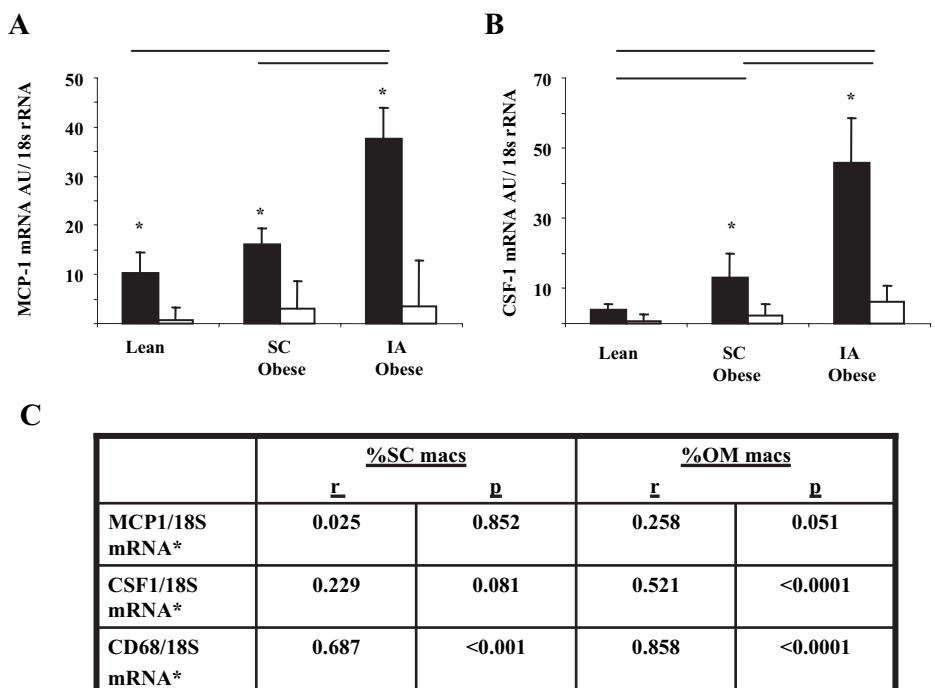 A
MCP-1 mRNA AU/ 18s rRNA
50
40
30
20
10
*
*
*
Lean
SC
Obese
IA
Obese
B
CSF-1 mRNA AU/ 18s rRNA
70
50
30
10
*
*
Lean
SC
Obese
IA
Obese
C
%SC macs %OM macs
r p r p
MCP1/18S mRNA* 0.025 0.852 0.258 0.051
CSF1/18S mRNA* 0.229 0.081 0.521 <0.0001
CD68/18S mRNA* 0.687 <0.001 0.858 <0.0001